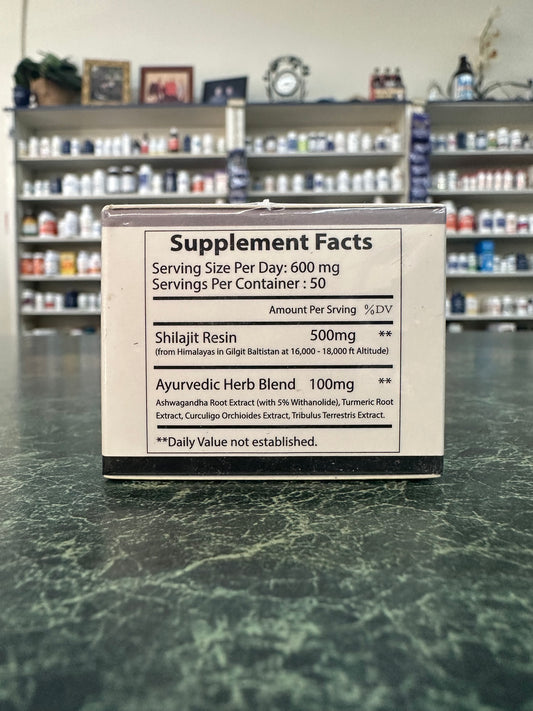 Supplement Facts
Serving Size Per Day: 600 mg
Servings Per Container : 50
Amount Per Srving %DV
Shilajit Resin 500mg **
(from Himalayas in Gilgit Baltistan at 16,000 - 18,000 ft Altitude)
Ayurvedic Herb Blend 100mg **
Ashwagandha Root Extract (with 5% Withanolide), Turmeric Root
Extract, Curculigo Orchioides Extract, Tribulus Terrestris Extract.
**Daily Value not established.